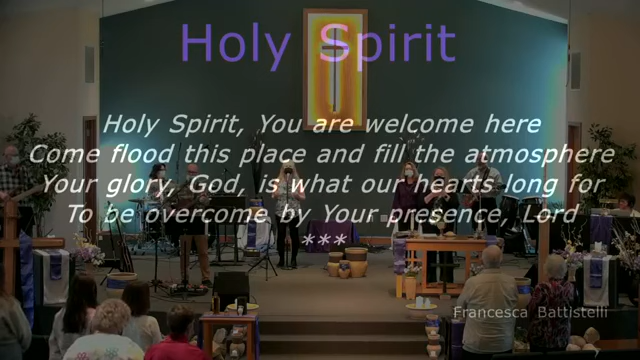 Holy Spirit
Holy Spirit, You are welcome here
Come flood this place and fill the atmosphere
Your glory, God, is what our hearts long for
To be overcome by Your presence, Lord
***
Francesca Battistelli